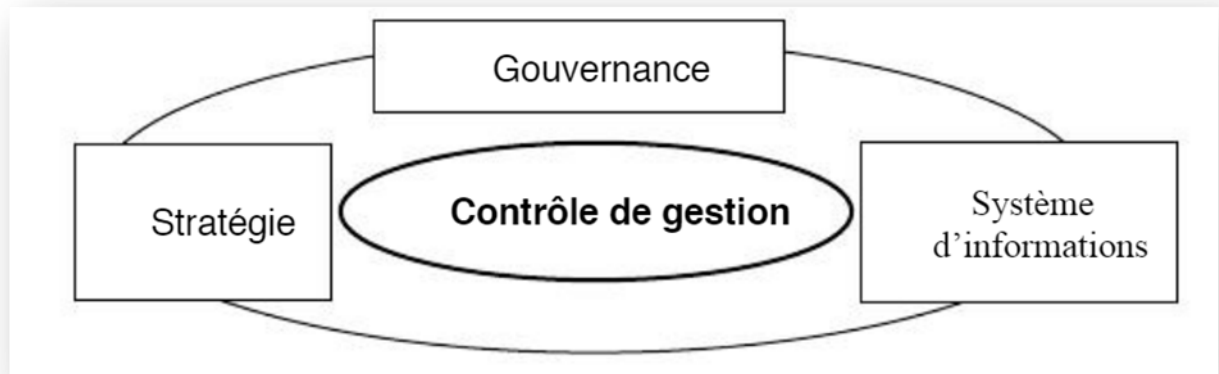 Gouvernance
Stratégie
Contrôle de gestion
Système
d’informations